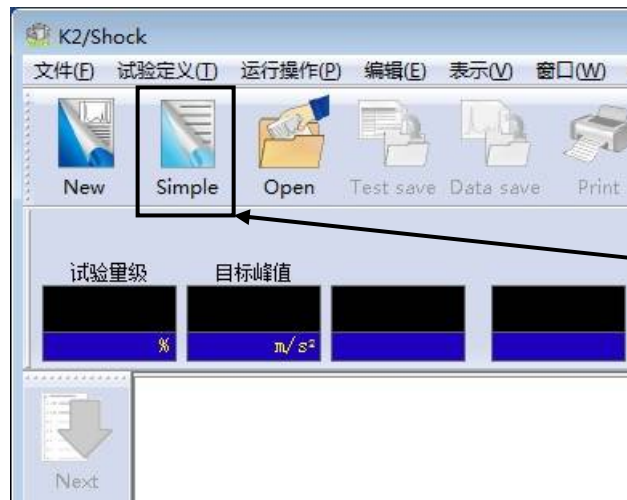 K2/Shock
文件(F) 试验定义(T) 运行操作(P) 编辑(E) 表示(V) 窗口(W)
New Simple Open Test save Data save Print
试验量级 目标峰值
% m/s²
Next